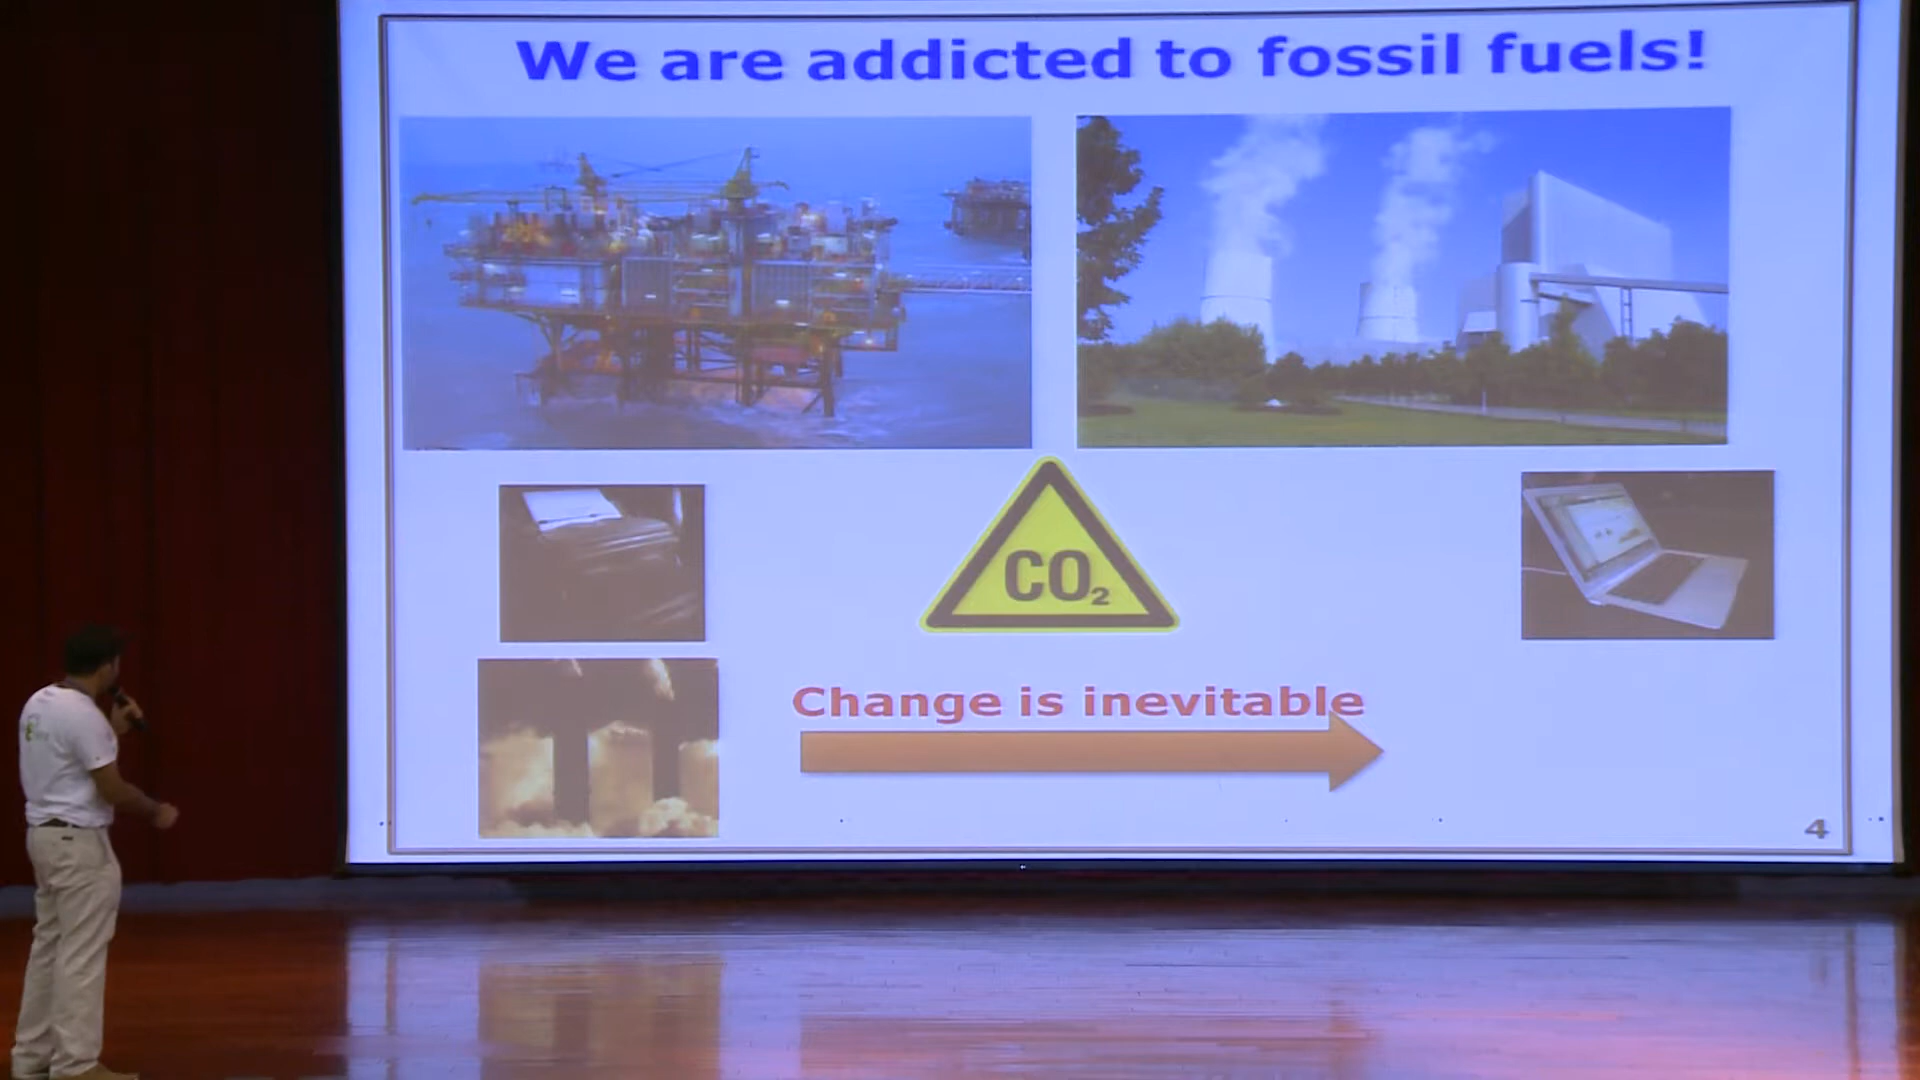 We are addicted to fossil fuels!
CO₂
Change is inevitable
4